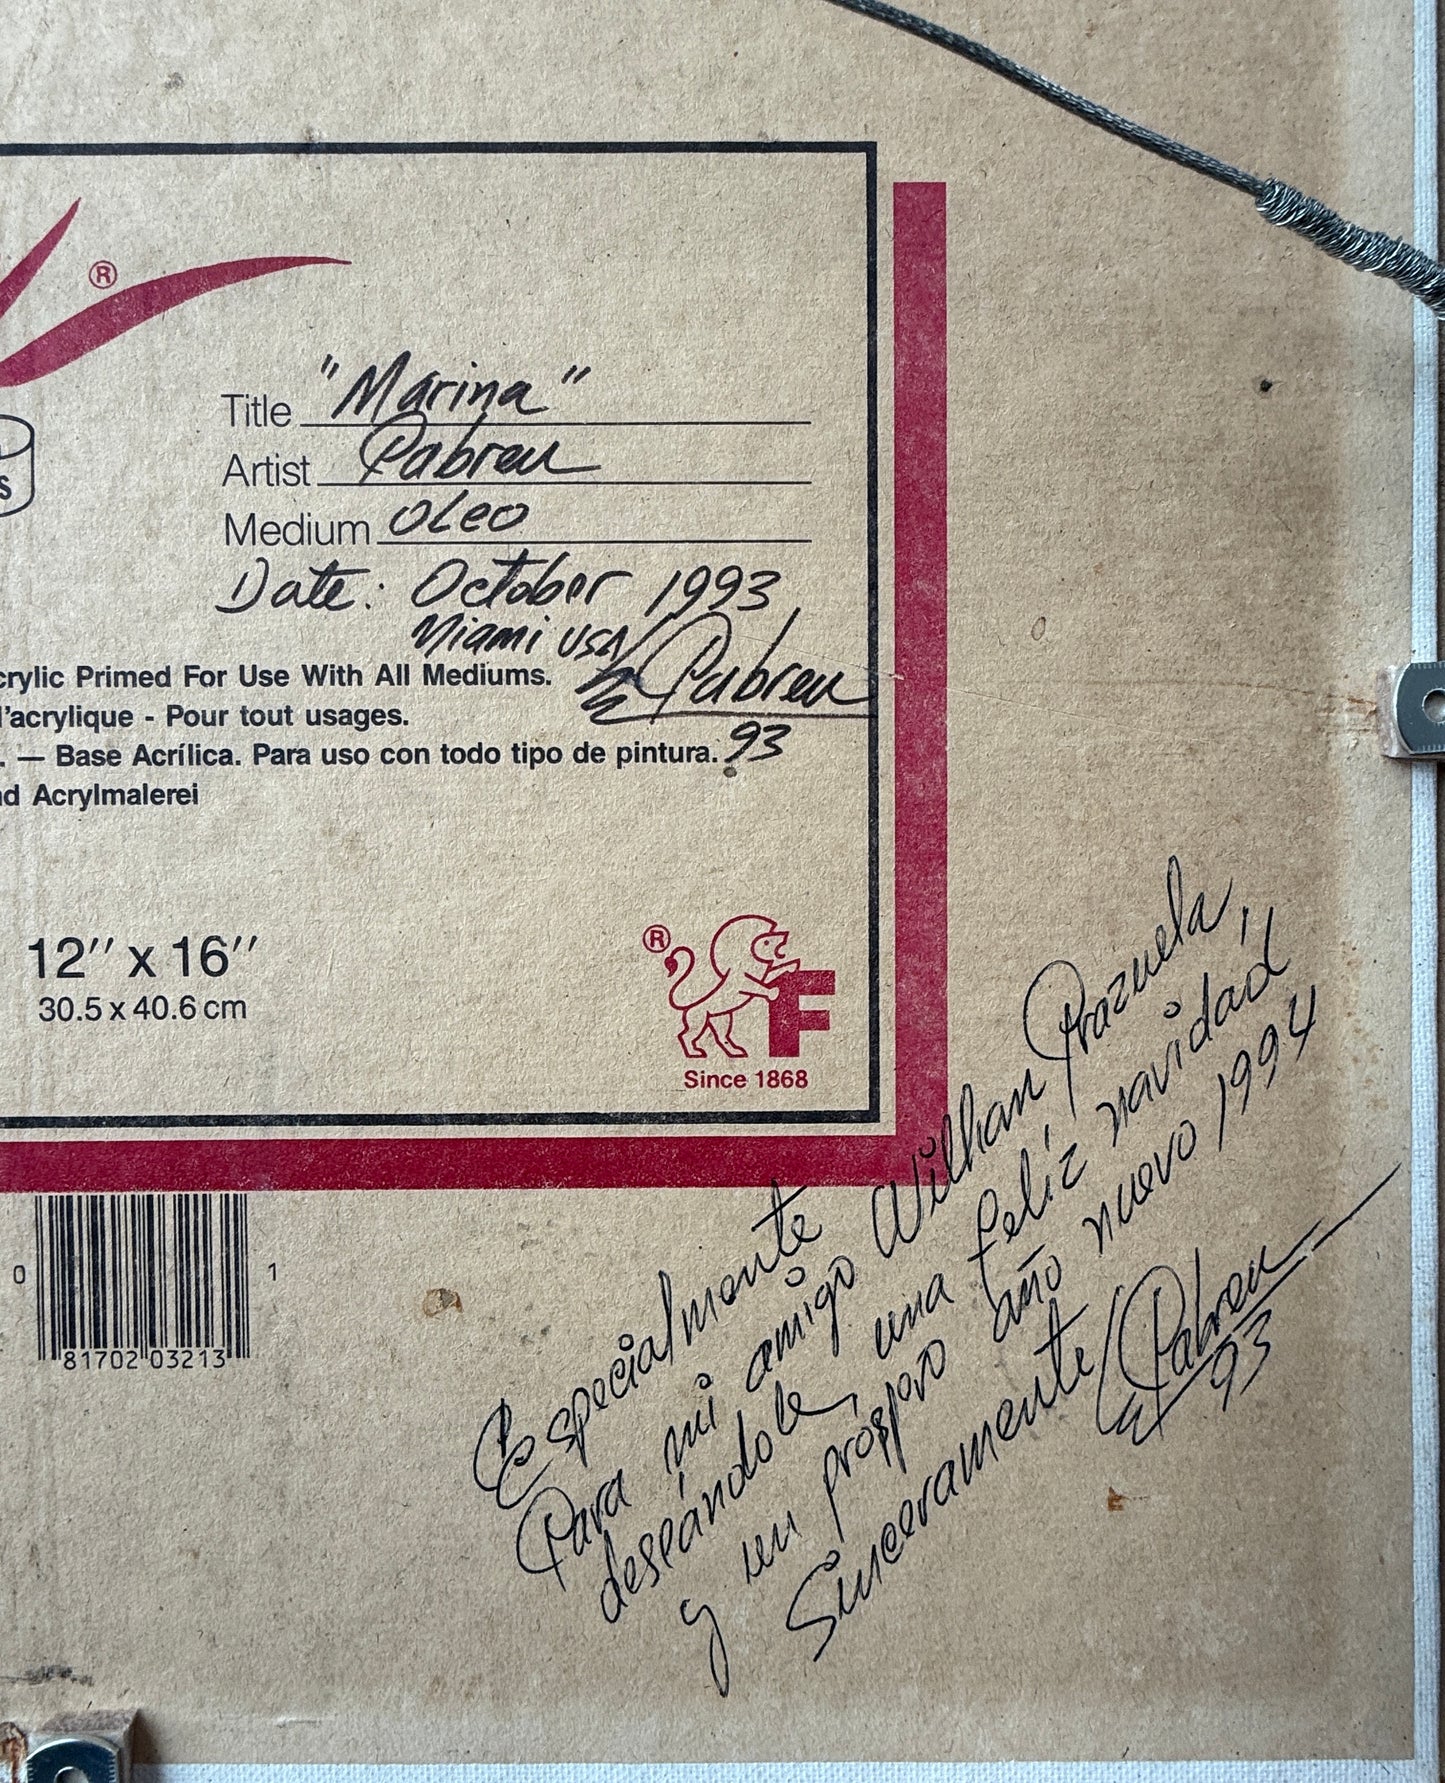 ®
Title "Marina"
Artist Pabreu
Medium OLeo
Date: October 1993
Miami USA
Pabreu
93
crylic Primed For Use With All Mediums.
l'acrylique - Pour tout usages.
. — Base Acrílica. Para uso con todo tipo de pintura.
nd Acrylmalerei
S
12" x 16"
30.5 x 40.6 cm
®
F
Since 1868
0 81702 03213 1
Especialmente
Para mi amigo Wilhan Prazuela,
deseándole, una feliz navidad
y un próspero año nuevo 1994
Sinceramente Pabreu
93